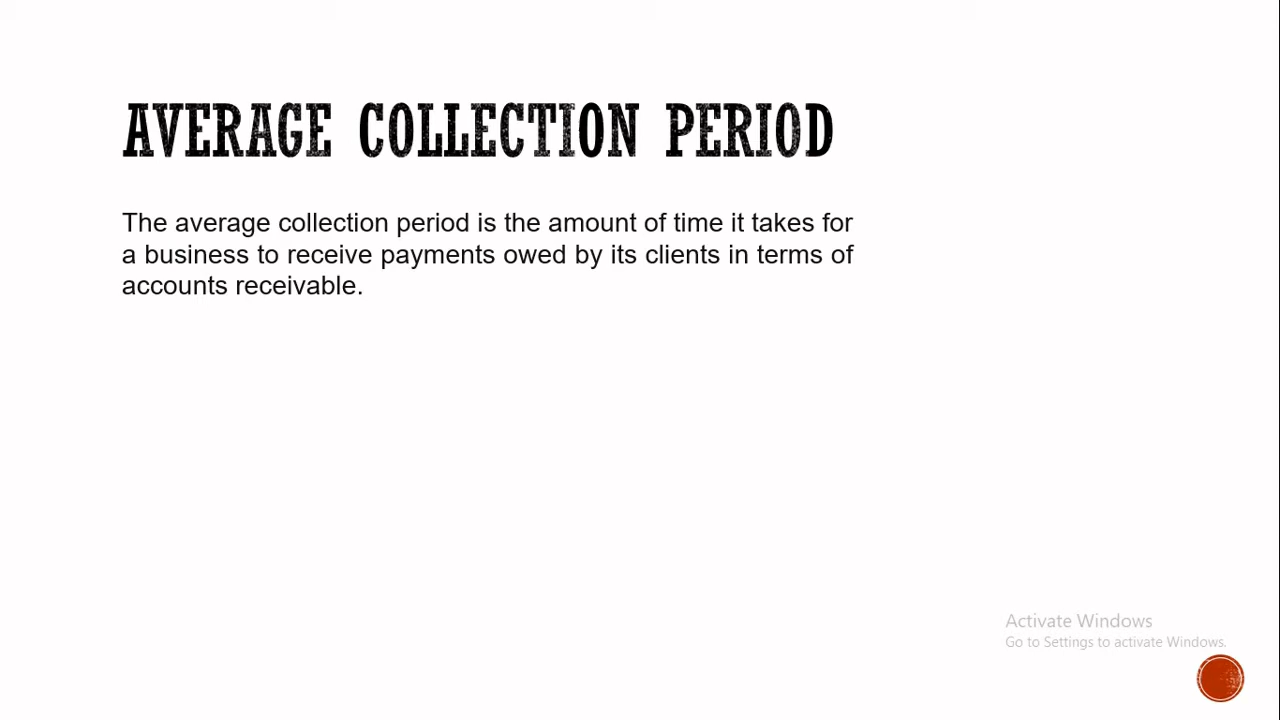 AVERAGE COLLECTION PERIOD
The average collection period is the amount of time it takes for
a business to receive payments owed by its clients in terms of
accounts receivable.
Activate Windows
Go to Settings to activate Windows.